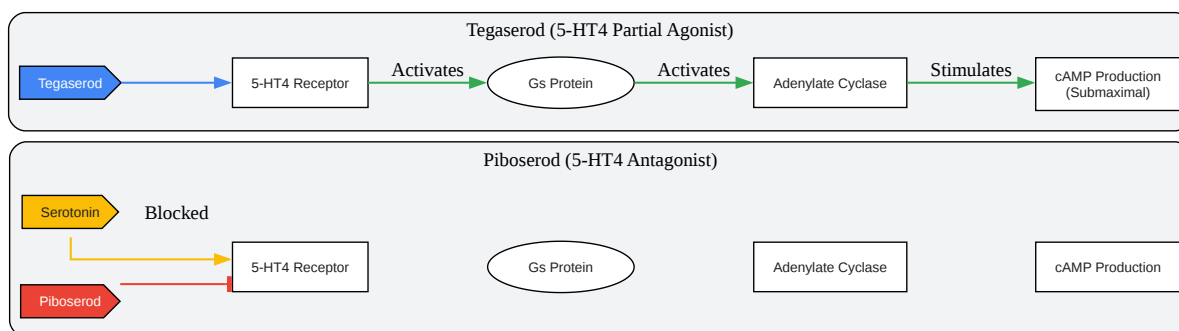 Tegaserod (5-HT4 Partial Agonist)
Tegaserod
5-HT4 Receptor
Activates
Gs Protein
Activates
Adenylate Cyclase
Stimulates
cAMP Production
(Submaximal)
Piboserod (5-HT4 Antagonist)
Serotonin
Blocked
5-HT4 Receptor
Gs Protein
Adenylate Cyclase
cAMP Production
Piboserod